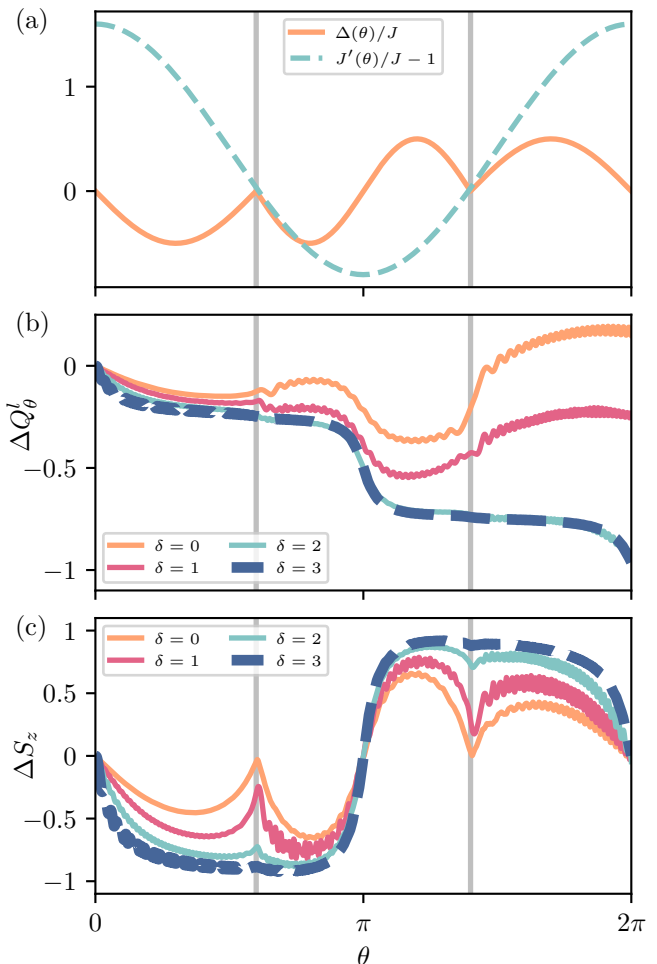 (a)
Δ(θ)/J
J′(θ)/J − 1
1
0
(b)
0
−0.5
−1
ΔQ^l_θ
δ = 0 δ = 2
δ = 1 δ = 3
(c)
δ = 0 δ = 2
δ = 1 δ = 3
1
0.5
0
−0.5
−1
ΔS_z
0 π 2π
θ